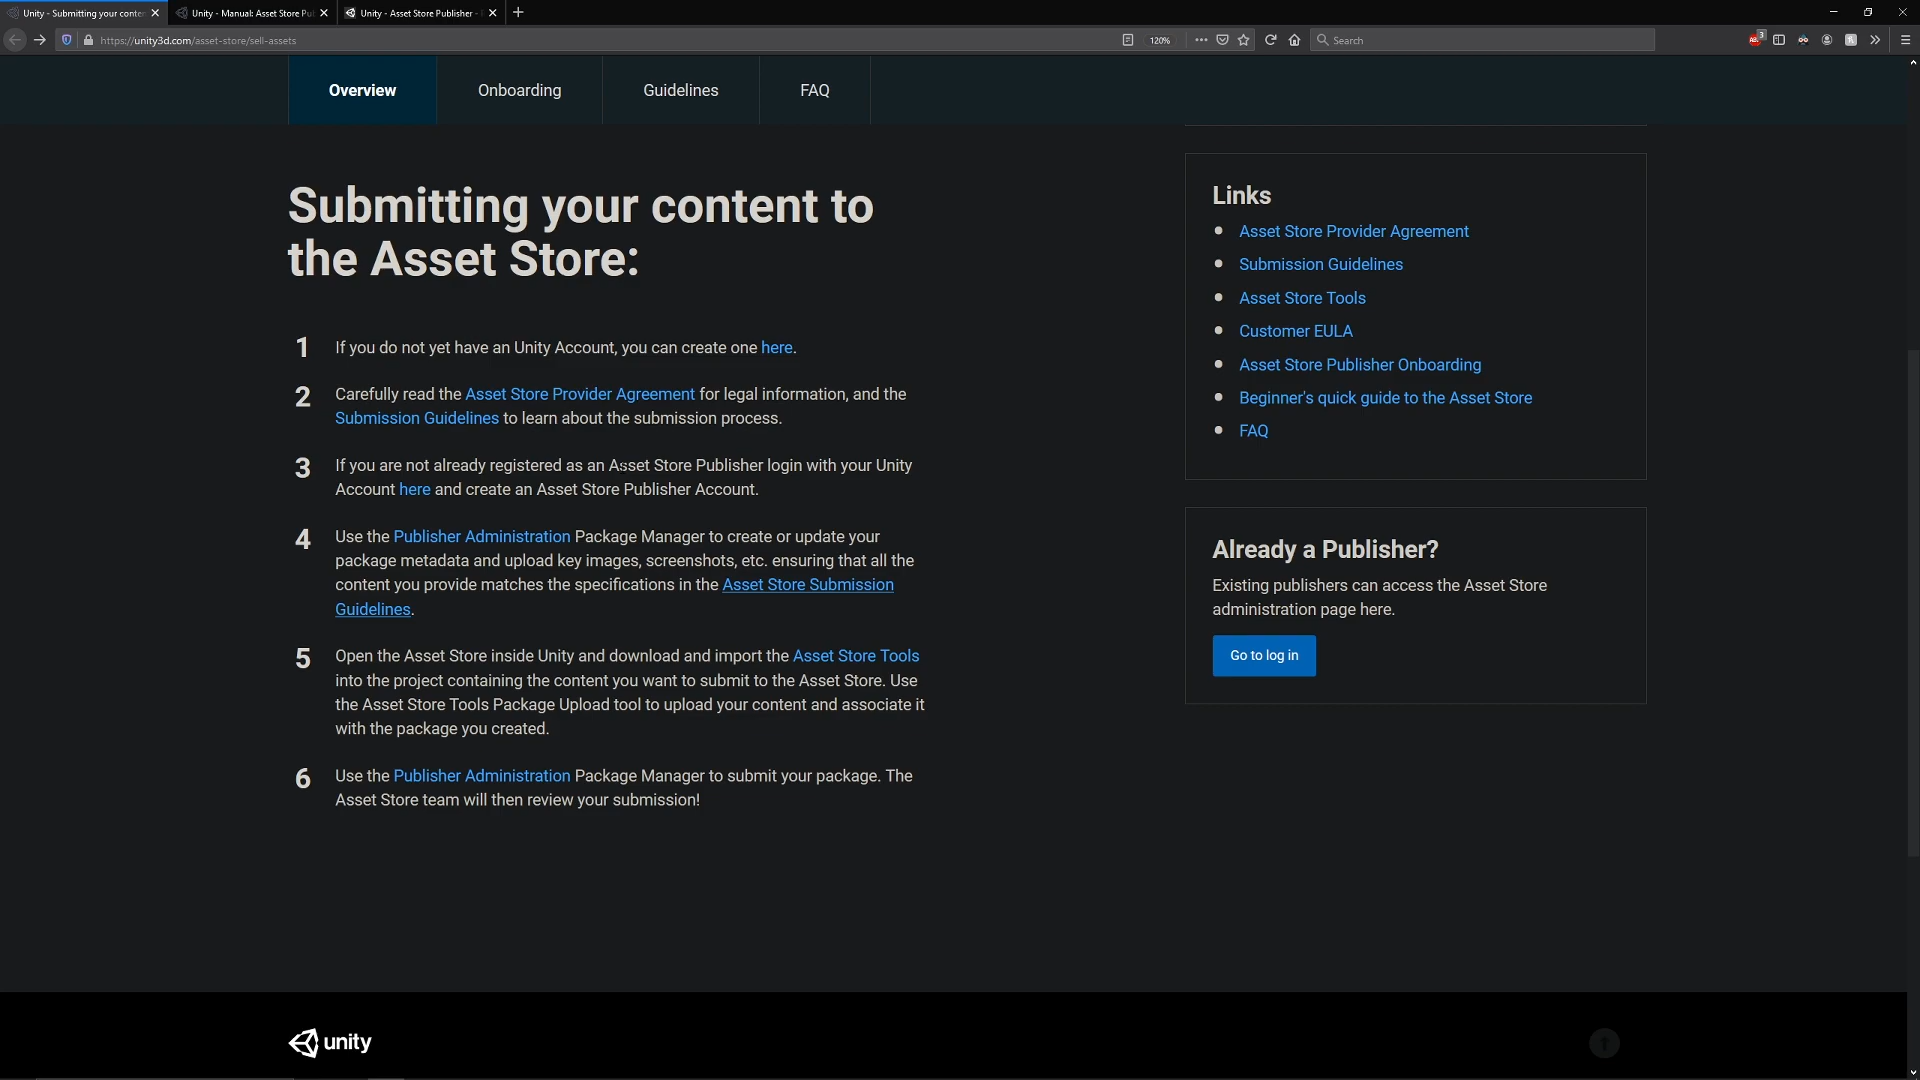 Unity - Submitting your conte
Unity - Manual: Asset Store Pu
Unity - Asset Store Publisher -
https://unity3d.com/asset-store/sell-assets
120%
Search
3
Overview
Onboarding
Guidelines
FAQ
Submitting your content to
the Asset Store:
1 If you do not yet have an Unity Account, you can create one here.
2 Carefully read the Asset Store Provider Agreement for legal information, and the
Submission Guidelines to learn about the submission process.
3 If you are not already registered as an Asset Store Publisher login with your Unity
Account here and create an Asset Store Publisher Account.
4 Use the Publisher Administration Package Manager to create or update your
package metadata and upload key images, screenshots, etc. ensuring that all the
content you provide matches the specifications in the Asset Store Submission
Guidelines.
5 Open the Asset Store inside Unity and download and import the Asset Store Tools
into the project containing the content you want to submit to the Asset Store. Use
the Asset Store Tools Package Upload tool to upload your content and associate it
with the package you created.
6 Use the Publisher Administration Package Manager to submit your package. The
Asset Store team will then review your submission!
Links
Asset Store Provider Agreement
Submission Guidelines
Asset Store Tools
Customer EULA
Asset Store Publisher Onboarding
Beginner's quick guide to the Asset Store
FAQ
Already a Publisher?
Existing publishers can access the Asset Store
administration page here.
Go to log in
unity